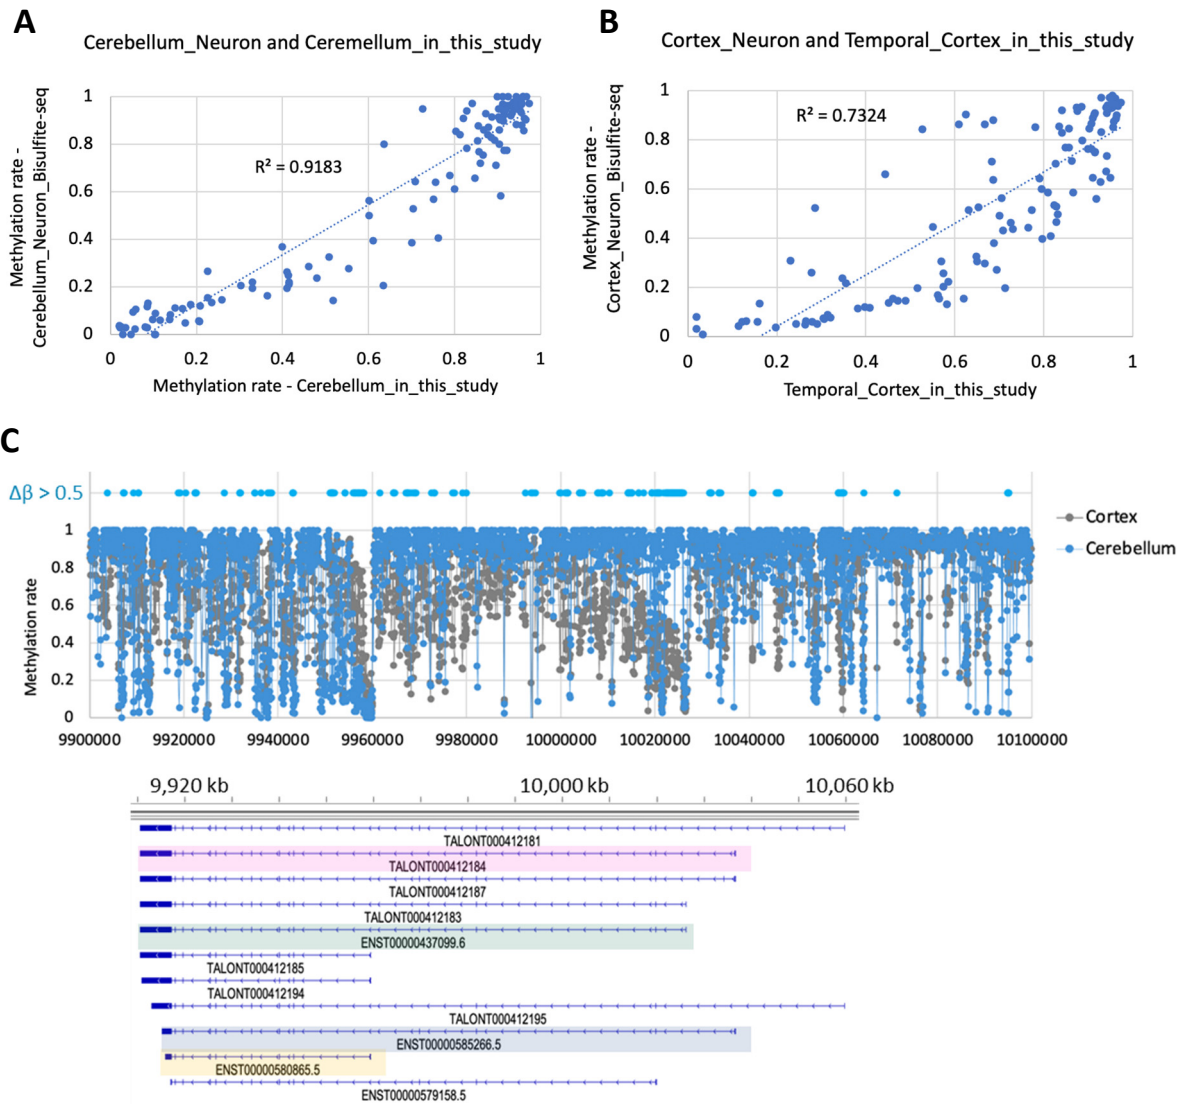 A
Cerebellum_Neuron and Ceremellum_in_this_study
Methylation rate -
Cerebellum_Neuron_Bisulfite-seq
1
0.8
0.6
0.4
0.2
0
R² = 0.9183
0 0.2 0.4 0.6 0.8 1
Methylation rate - Cerebellum_in_this_study
B
Cortex_Neuron and Temporal_Cortex_in_this_study
Methylation rate -
Cortex_Neuron_Bisulfite-seq
1
0.8
0.6
0.4
0.2
0
R² = 0.7324
0 0.2 0.4 0.6 0.8 1
Temporal_Cortex_in_this_study
C
Δβ > 0.5
Methylation rate
1
0.8
0.6
0.4
0.2
0
Cortex
Cerebellum
9900000 9920000 9940000 9960000 9980000 10000000 10020000 10040000 10060000 10080000 10100000
9,920 kb 10,000 kb 10,060 kb
TALONT000412181
TALONT000412184
TALONT000412187
TALONT000412183
ENST00000437099.6
TALONT000412185
TALONT000412194
TALONT000412195
ENST00000585266.5
ENST00000580865.5
ENST00000579158.5